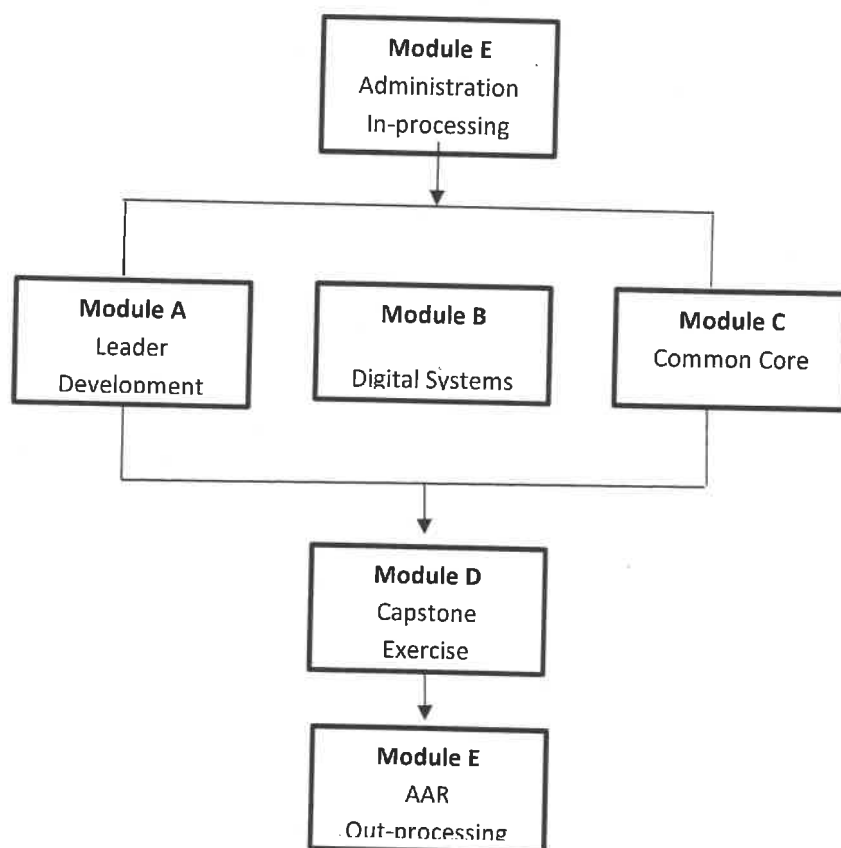 Module E
Administration
In-processing
Module A
Leader
Development
Module B
Digital Systems
Module C
Common Core
Module D
Capstone
Exercise
Module E
AAR
Out-processing